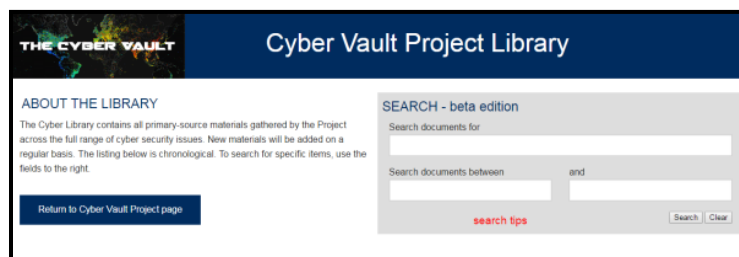 THE CYBER VAULT
Cyber Vault Project Library
ABOUT THE LIBRARY
The Cyber Library contains all primary-source materials gathered by the Project
across the full range of cyber security issues. New materials will be added on a
regular basis. The listing below is chronological. To search for specific items, use the
fields to the right.
Return to Cyber Vault Project page
SEARCH - beta edition
Search documents for
Search documents between and
search tips
Search Clear